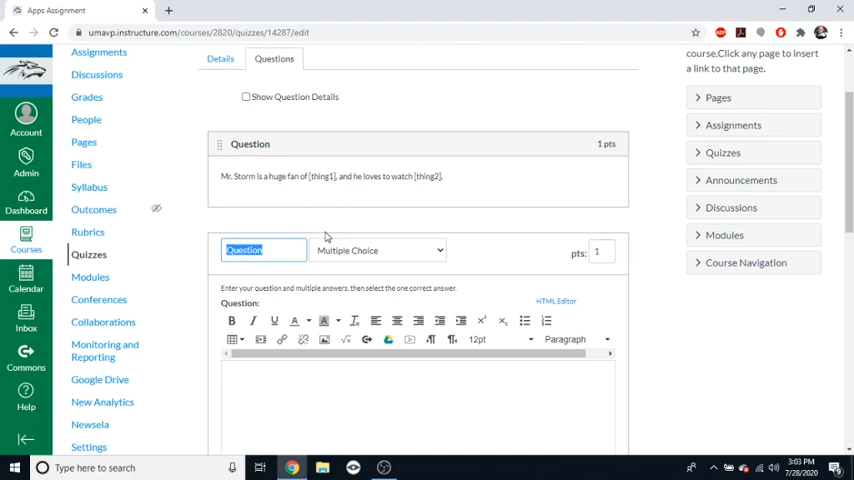 Apps Assignment
umavp.instructure.com/courses/2820/quizzes/14287/edit
ABP
Account
Admin
Dashboard
Courses
Calendar
Inbox
Commons
Help
Assignments
Discussions
Grades
People
Pages
Files
Syllabus
Outcomes
Rubrics
Quizzes
Modules
Conferences
Collaborations
Monitoring and
Reporting
Google Drive
New Analytics
Newsela
Settings
Details
Questions
Show Question Details
Question
1 pts
Mr. Storm is a huge fan of [thing1], and he loves to watch [thing2].
Question
Multiple Choice
pts: 1
Enter your question and multiple answers, then select the one correct answer.
Question:
HTML Editor
B I U A A
12pt
Paragraph
course.Click any page to insert
a link to that page.
Pages
Assignments
Quizzes
Announcements
Discussions
Modules
Course Navigation
Type here to search
3:03 PM
7/28/2020